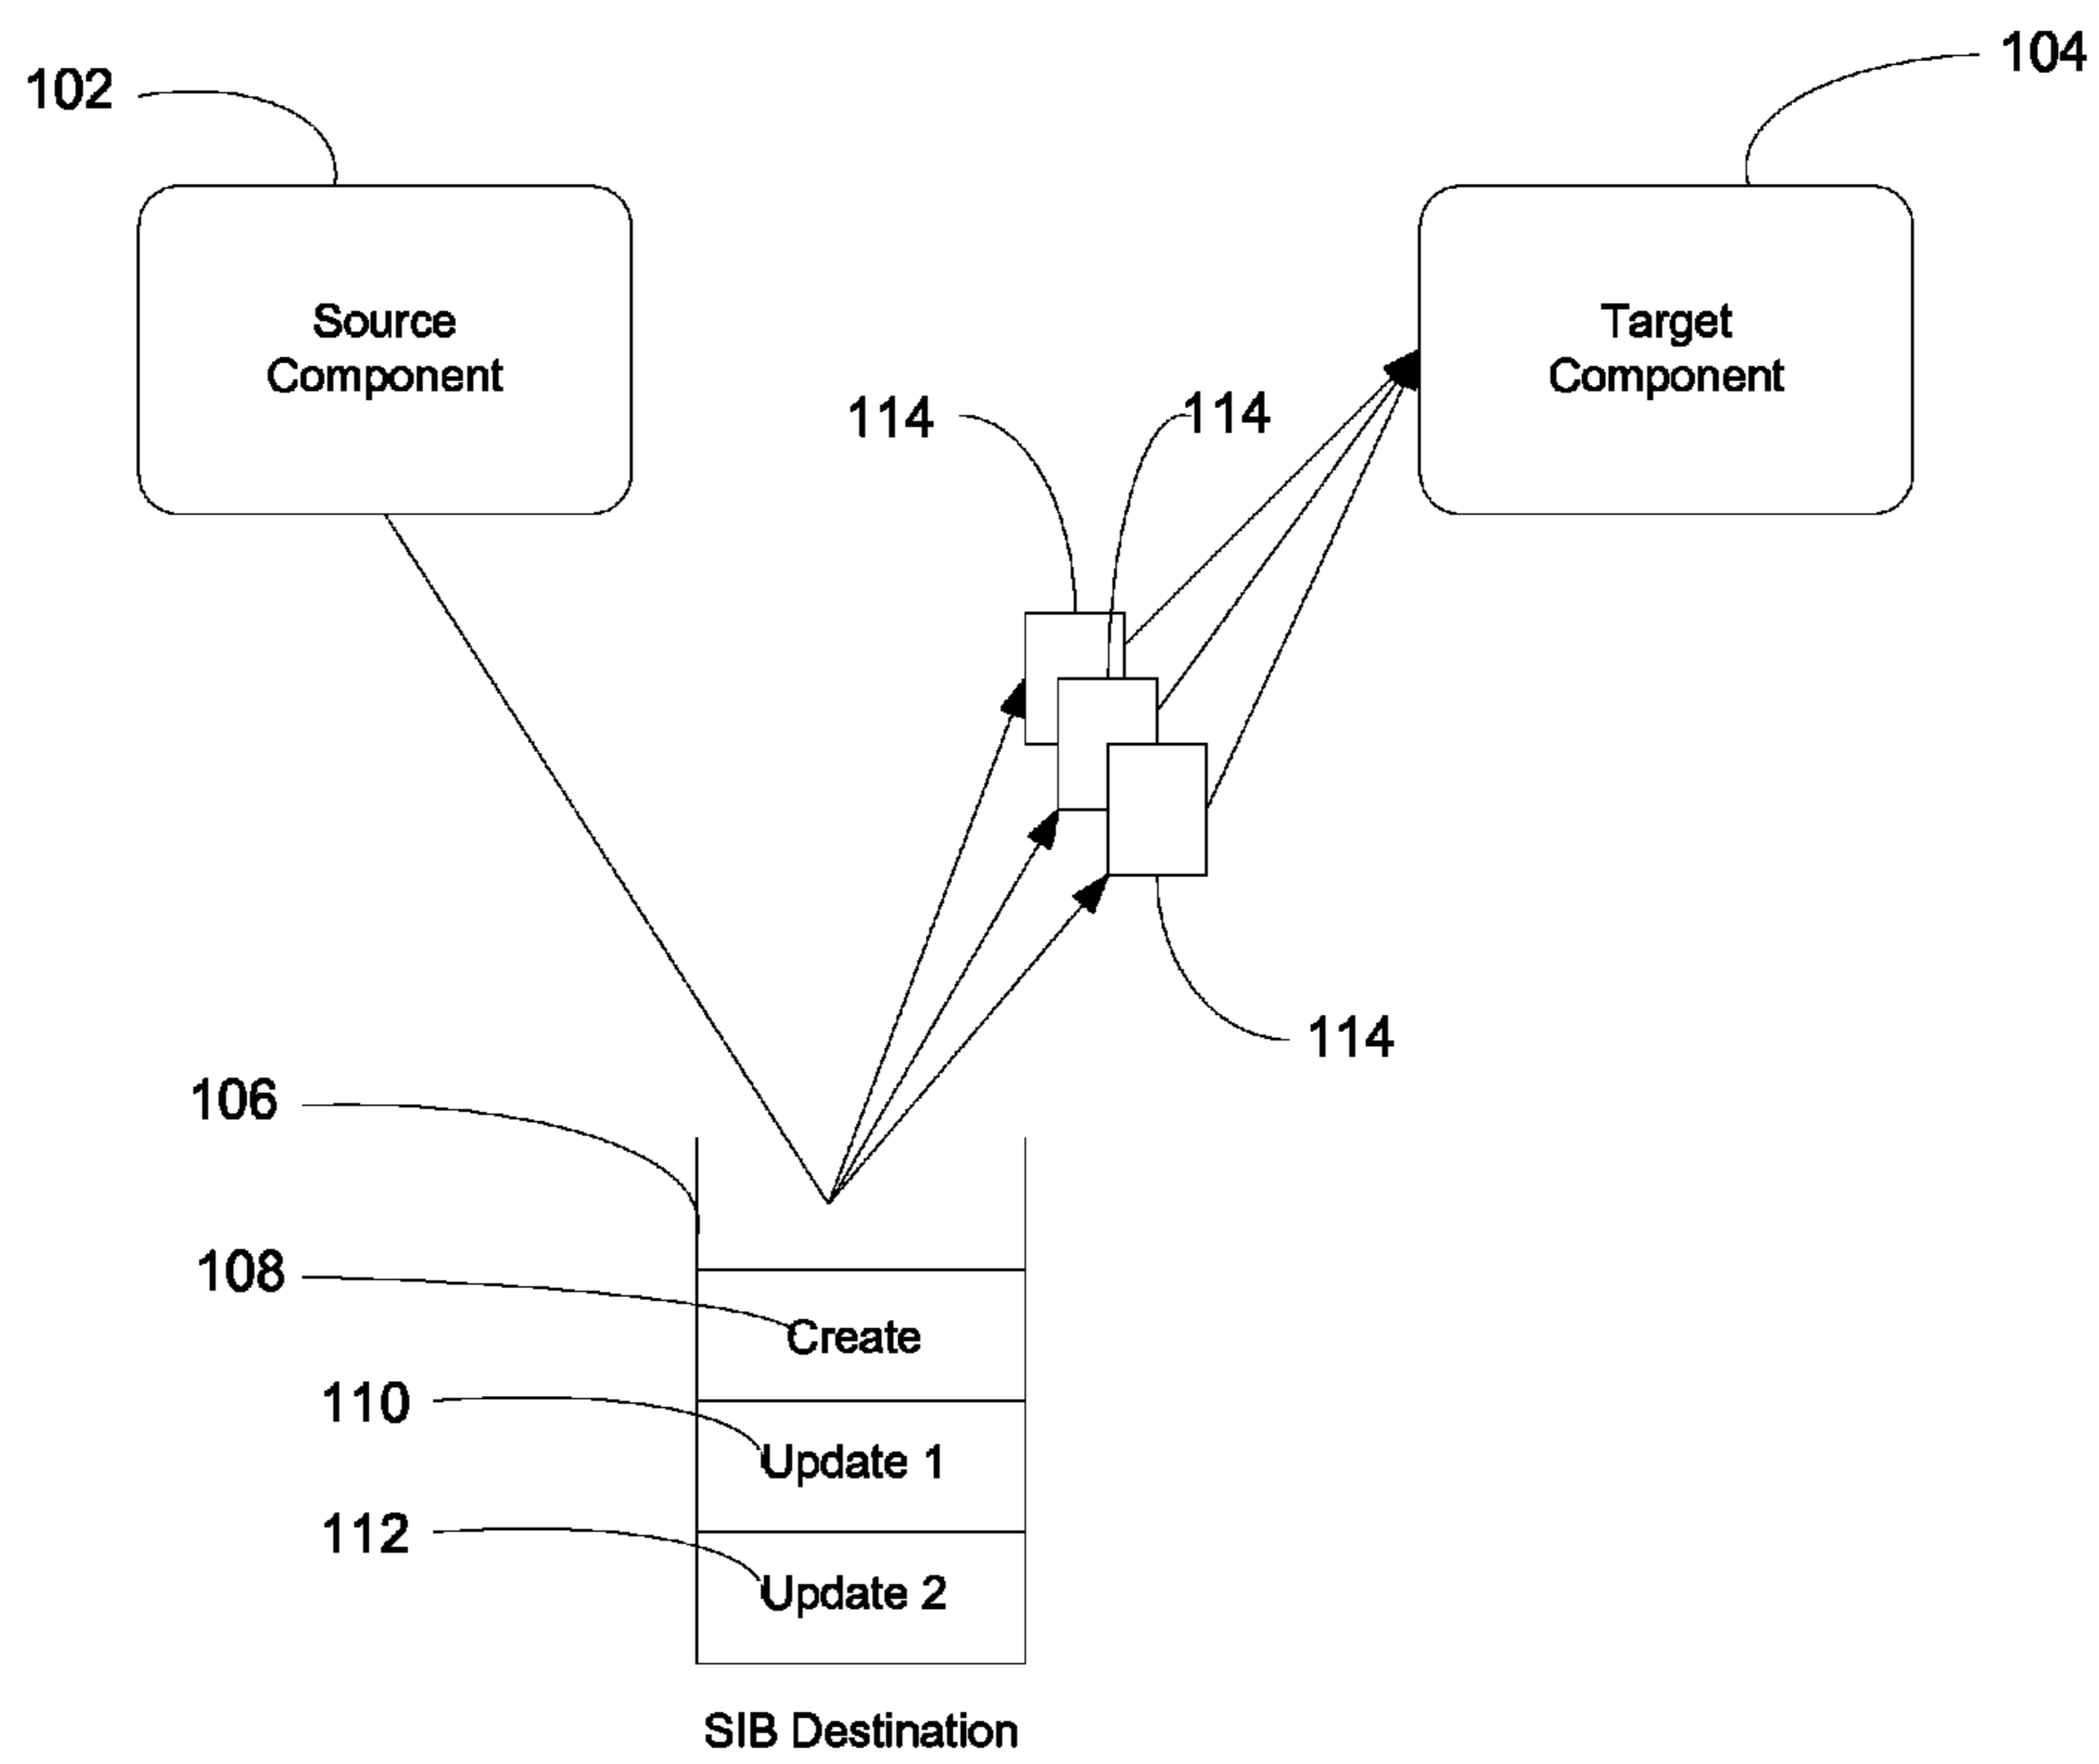 102
104
Source
Component
Target
Component
114
114
114
106
108
Create
110
Update 1
112
Update 2
SIB Destination